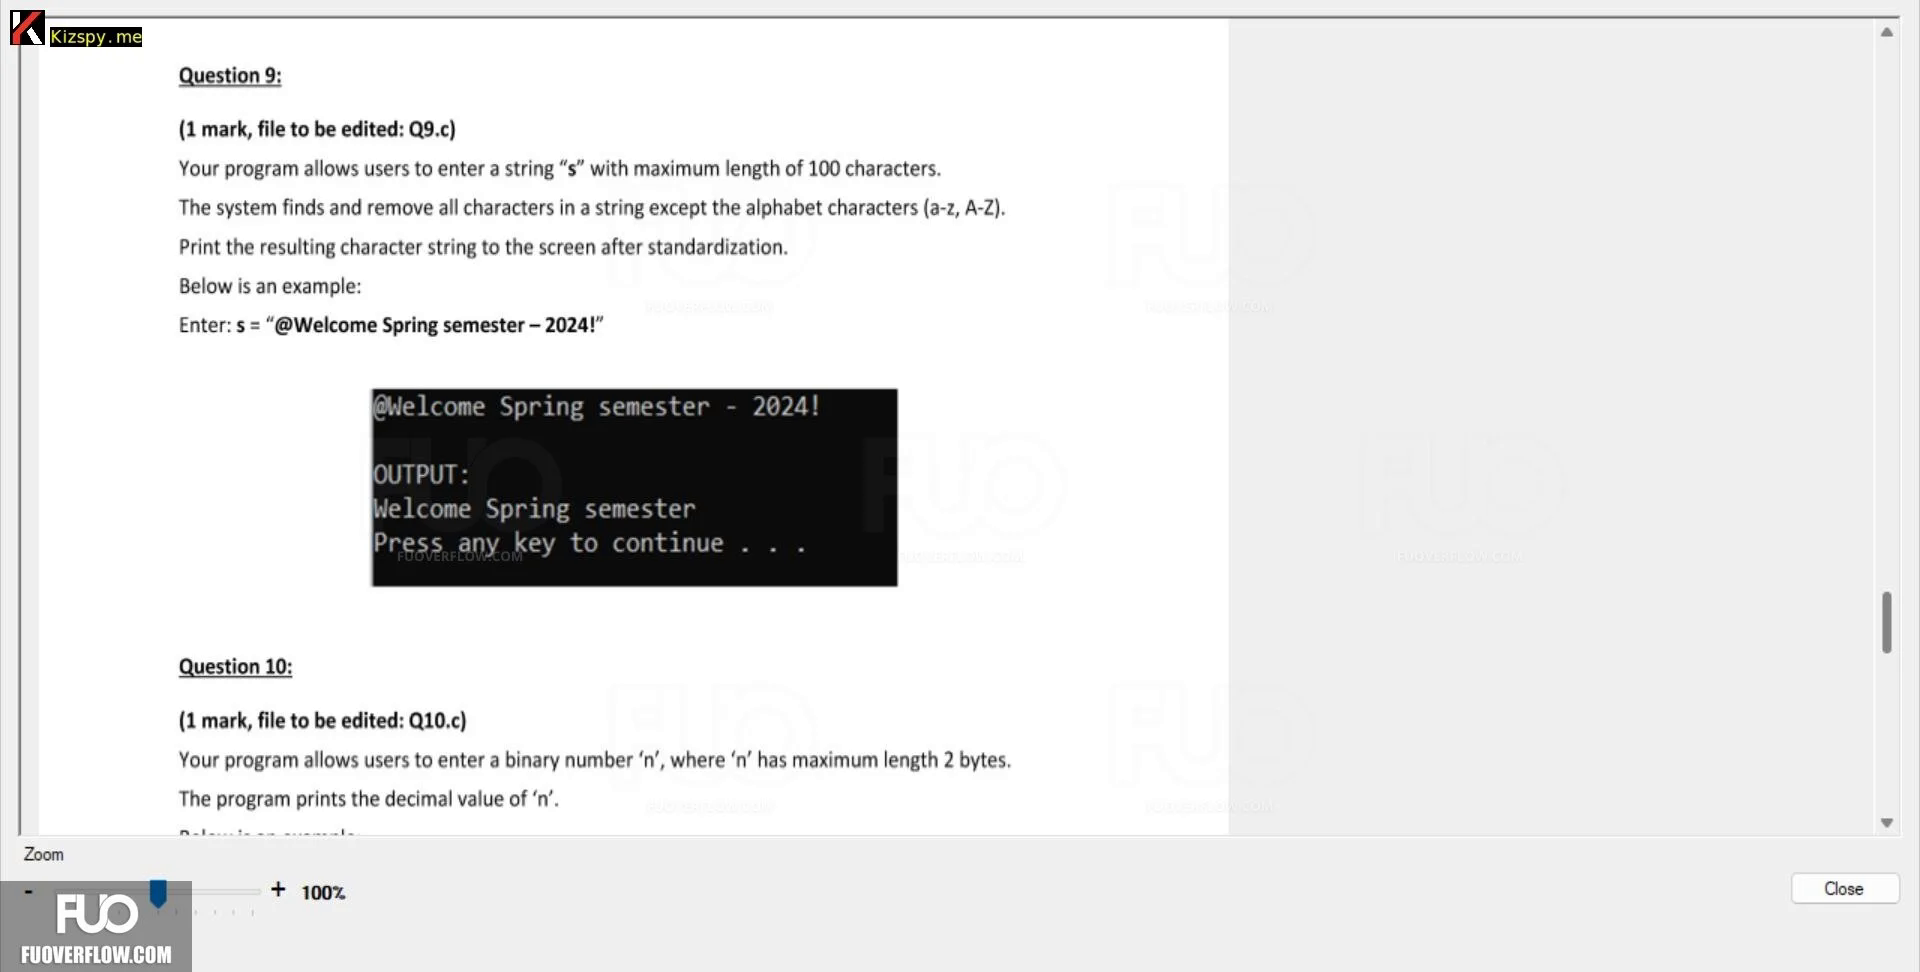 Kizspy.me
Question 9:
(1 mark, file to be edited: Q9.c)
Your program allows users to enter a string “s” with maximum length of 100 characters.
The system finds and remove all characters in a string except the alphabet characters (a-z, A-Z).
Print the resulting character string to the screen after standardization.
Below is an example:
Enter: s = “@Welcome Spring semester – 2024!”
@Welcome Spring semester - 2024!
OUTPUT:
Welcome Spring semester
Press any key to continue . . .
FUOVERFLOW.COM
Question 10:
(1 mark, file to be edited: Q10.c)
Your program allows users to enter a binary number ‘n’, where ‘n’ has maximum length 2 bytes.
The program prints the decimal value of ‘n’.
Below is an example:
Zoom
- + 100%
Close
FUO
FUOVERFLOW.COM